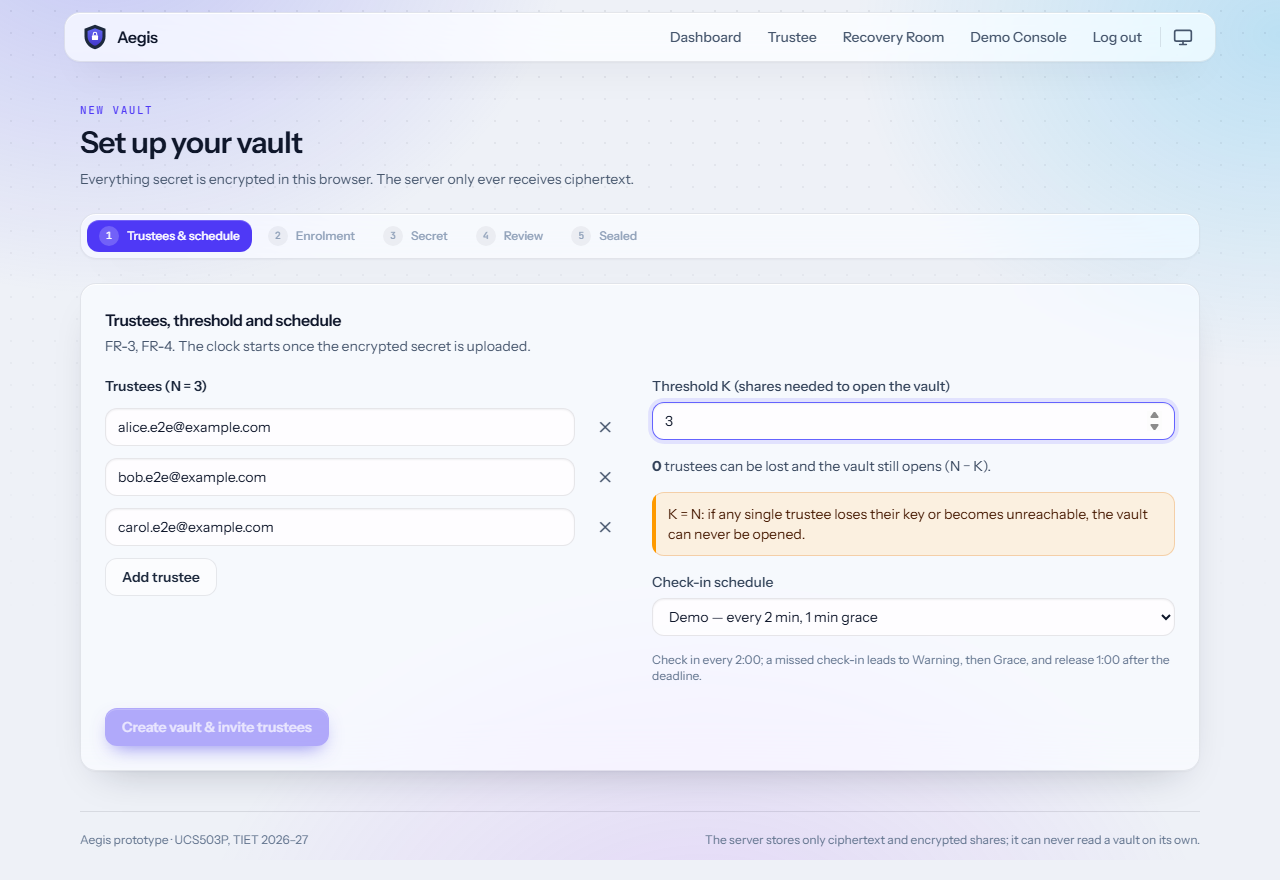 Aegis
Dashboard
Trustee
Recovery Room
Demo Console
Log out
NEW VAULT
Set up your vault
Everything secret is encrypted in this browser. The server only ever receives ciphertext.
1 Trustees & schedule
2 Enrolment
3 Secret
4 Review
5 Sealed
Trustees, threshold and schedule
FR-3, FR-4. The clock starts once the encrypted secret is uploaded.
Trustees (N = 3)
alice.e2e@example.com
bob.e2e@example.com
carol.e2e@example.com
Add trustee
Threshold K (shares needed to open the vault)
3
0 trustees can be lost and the vault still opens (N − K).
K = N: if any single trustee loses their key or becomes unreachable, the vault
can never be opened.
Check-in schedule
Demo — every 2 min, 1 min grace
Check in every 2:00; a missed check-in leads to Warning, then Grace, and release 1:00 after the
deadline.
Create vault & invite trustees
Aegis prototype · UCS503P, TIET 2026–27
The server stores only ciphertext and encrypted shares; it can never read a vault on its own.